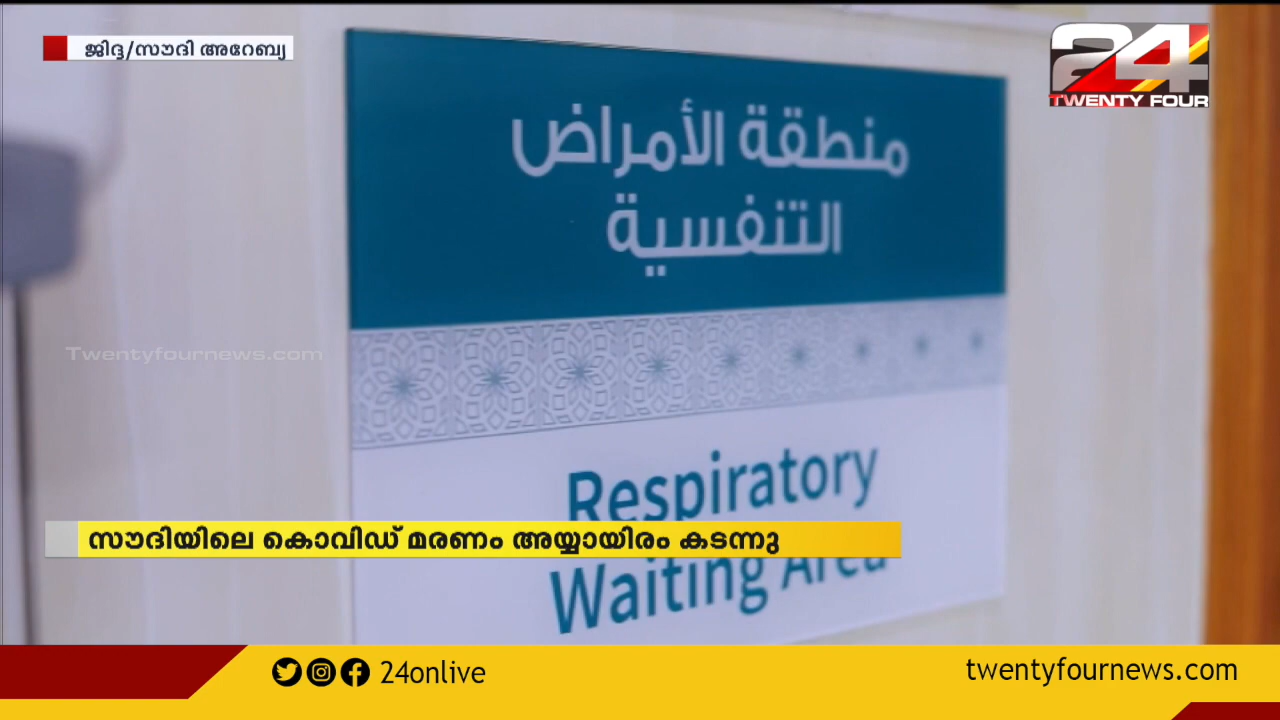 ജിദ്ദ/സൗദി അറേബ്യ
24
TWENTY FOUR
منطقة الأمراض
التنفسية
Twentyfournews.com
Respiratory
സൗദിയിലെ കൊവിഡ് മരണം അയ്യായിരം കടന്നു
Waiting Area
24onlive
twentyfournews.com